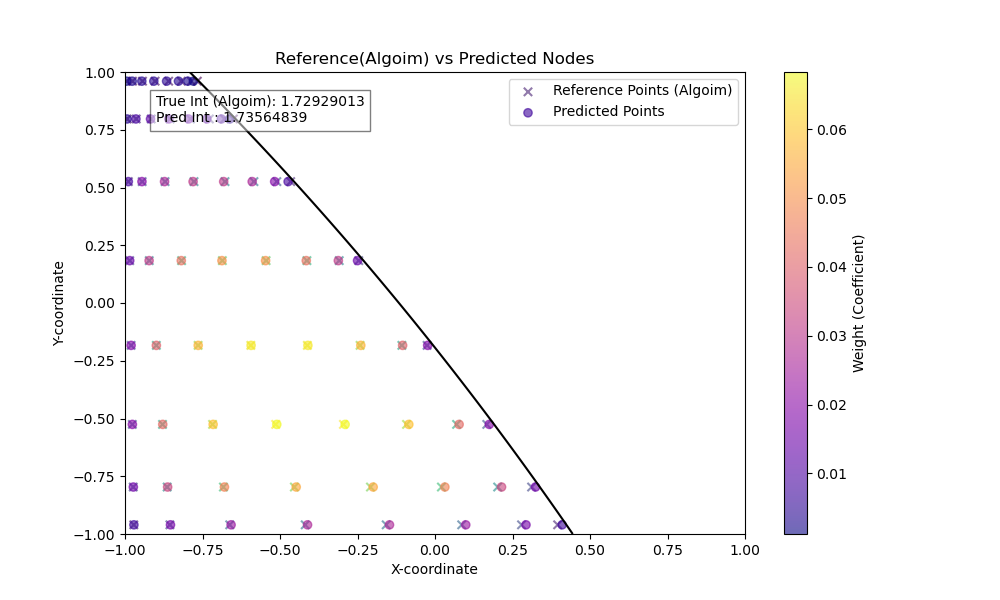 Reference(Algoim) vs Predicted Nodes
True Int (Algoim): 1.72929013
Pred Int : 1.73564839
Reference Points (Algoim)
Predicted Points
1.00
0.75
0.50
0.25
0.00
−0.25
−0.50
−0.75
−1.00
Y-coordinate
−1.00 −0.75 −0.50 −0.25 0.00 0.25 0.50 0.75 1.00
X-coordinate
0.06
0.05
0.04
0.03
0.02
0.01
Weight (Coefficient)